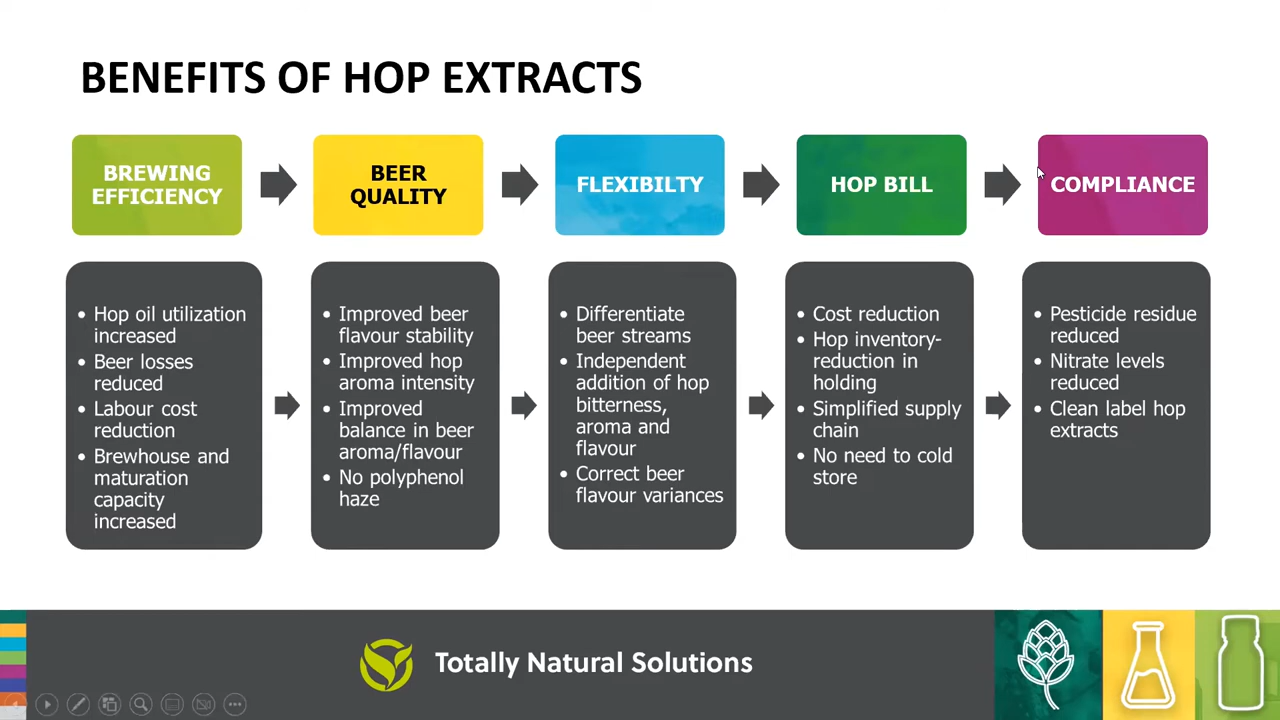 BENEFITS OF HOP EXTRACTS
BREWING
EFFICIENCY
BEER
QUALITY
FLEXIBILTY
HOP BILL
COMPLIANCE
• Hop oil utilization
increased
• Beer losses
reduced
• Labour cost
reduction
• Brewhouse and
maturation
capacity
increased
• Improved beer
flavour stability
• Improved hop
aroma intensity
• Improved
balance in beer
aroma/flavour
• No polyphenol
haze
• Differentiate
beer streams
• Independent
addition of hop
bitterness,
aroma and
flavour
• Correct beer
flavour variances
• Cost reduction
• Hop inventory-
reduction in
holding
• Simplified supply
chain
• No need to cold
store
• Pesticide residue
reduced
• Nitrate levels
reduced
• Clean label hop
extracts
Totally Natural Solutions